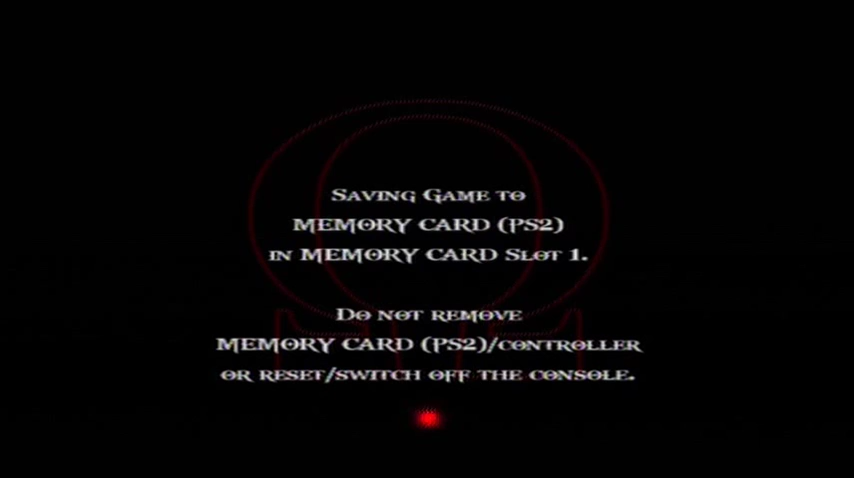 Saving Game to
MEMORY CARD (PS2)
in MEMORY CARD Slot 1.
Do not remove
MEMORY CARD (PS2)/controller
or reset/switch off the console.